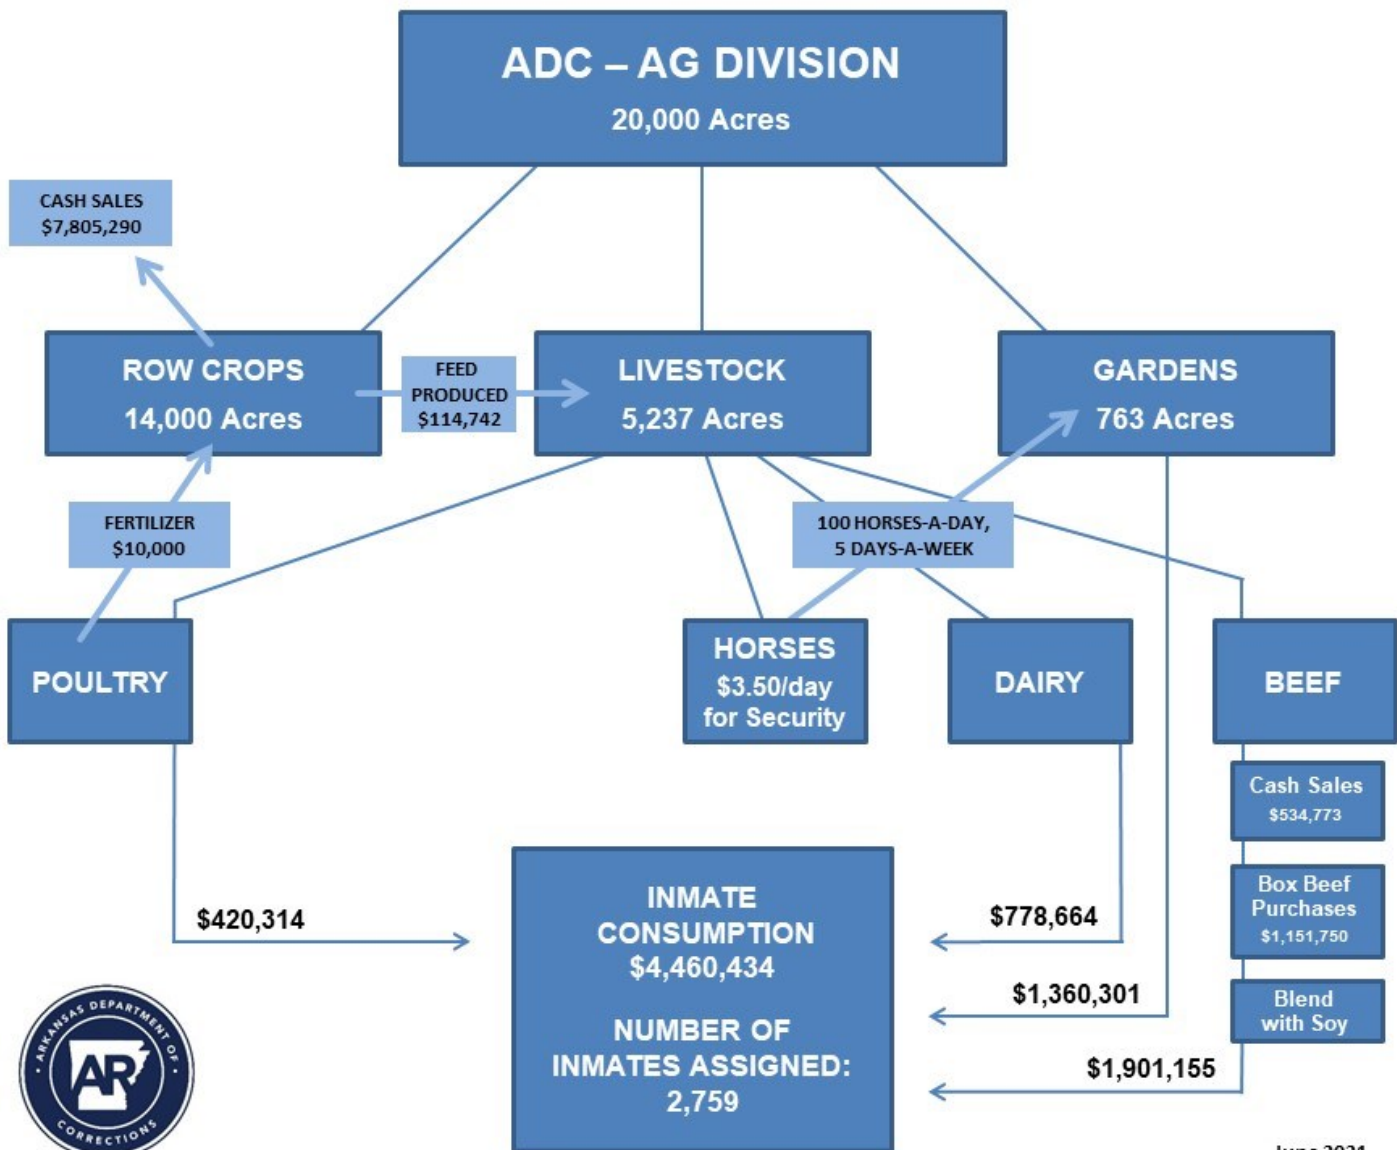 ADC – AG DIVISION
20,000 Acres
CASH SALES
$7,805,290
ROW CROPS
14,000 Acres
FEED
PRODUCED
$114,742
LIVESTOCK
5,237 Acres
GARDENS
763 Acres
FERTILIZER
$10,000
100 HORSES-A-DAY,
5 DAYS-A-WEEK
POULTRY
HORSES
$3.50/day
for Security
DAIRY
BEEF
Cash Sales
$534,773
Box Beef
Purchases
$1,151,750
Blend
with Soy
$420,314
INMATE
CONSUMPTION
$4,460,434
NUMBER OF
INMATES ASSIGNED:
2,759
$778,664
$1,360,301
$1,901,155
ARKANSAS DEPARTMENT OF
AR
CORRECTIONS